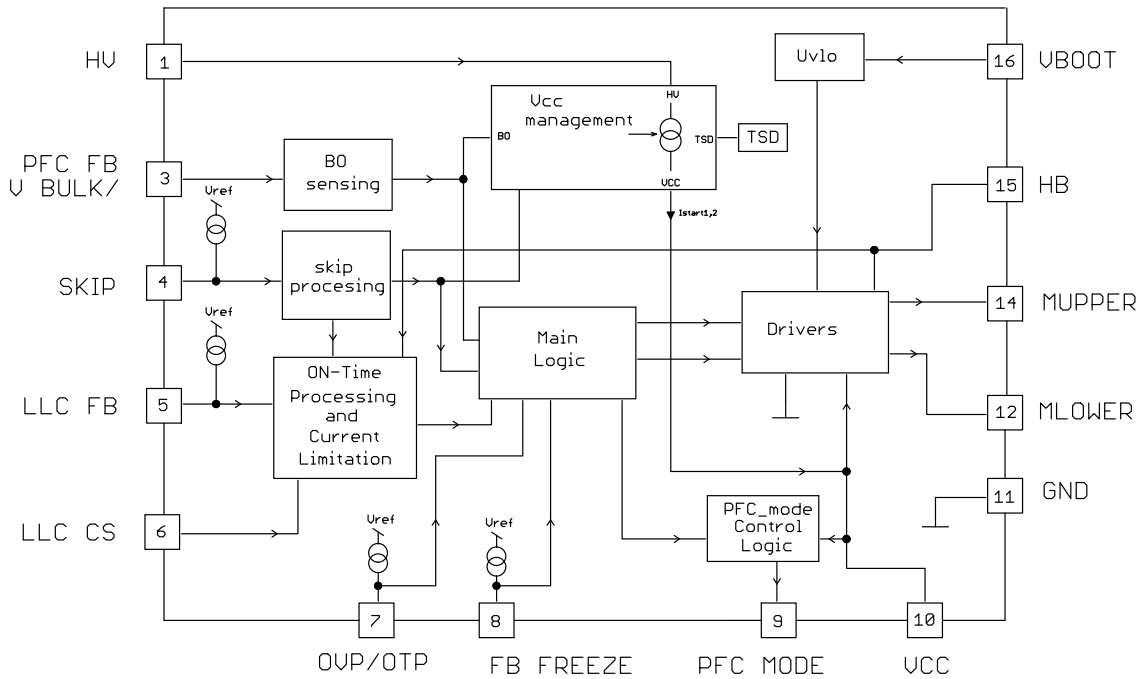 HV
1
Uvlo
16
VBOOT
HV
Vcc
management
BO
TSD
TSD
VCC
Istart1,2
PFC FB
V BULK/
3
BO
sensing
15
HB
Vref
SKIP
4
skip
procesing
14
MUPPER
Vref
Main
Logic
Drivers
LLC FB
5
ON-Time
Processing
and
Current
Limitation
12
MLOWER
11
GND
LLC CS
6
Vref
Vref
PFC_mode
Control
Logic
7
8
9
10
OVP/OTP
FB FREEZE
PFC MODE
VCC